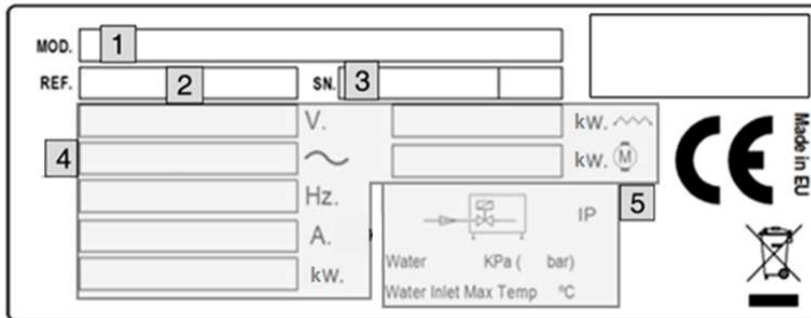 MOD. 1
REF. 2 SN. 3
V. kW.
4 kW. M
Hz. IP 5
A.
Water KPa ( bar)
kW.
Water Inlet Max Temp ºC
CE
Made in EU